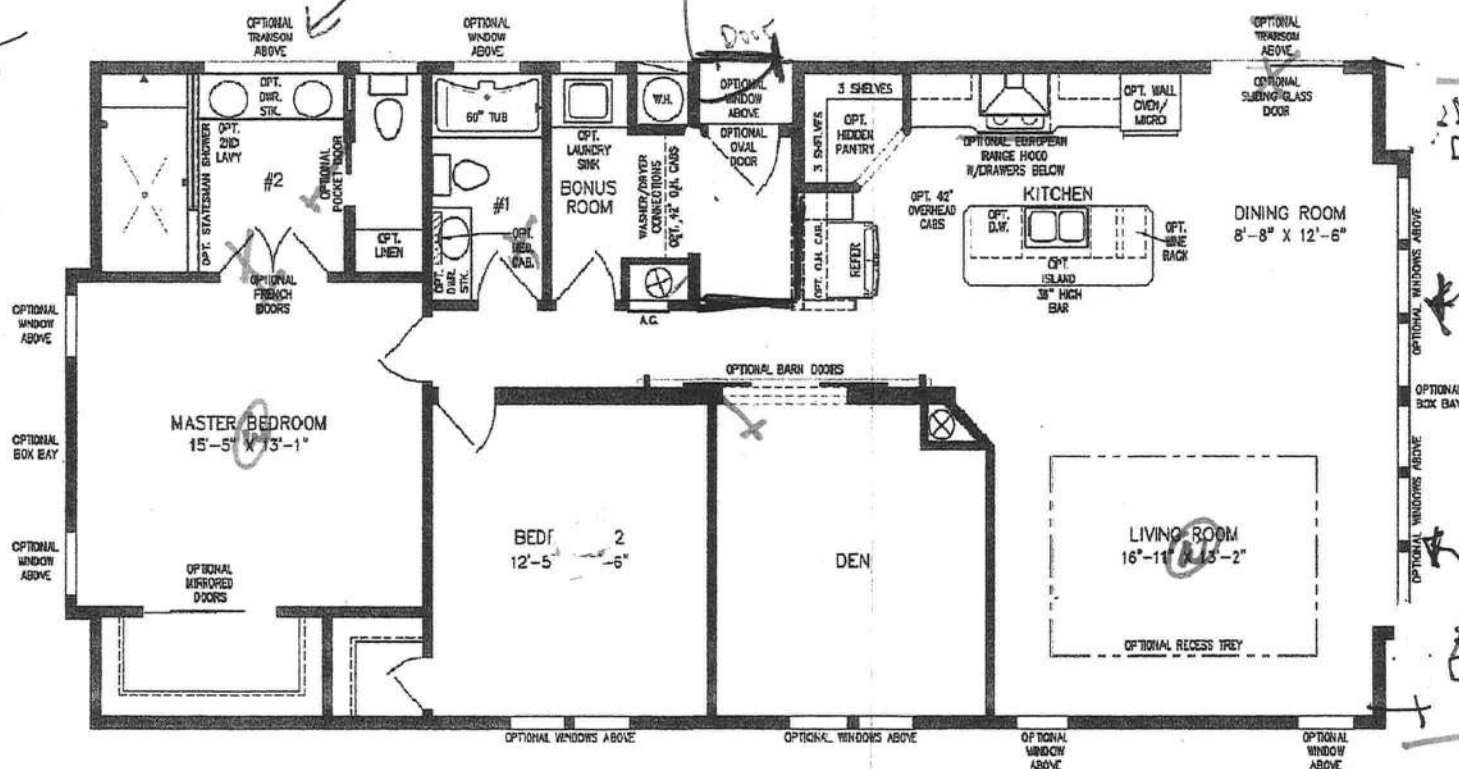 OPTIONAL
TRANSOM
ABOVE
OPTIONAL
WINDOW
ABOVE
Door
OPTIONAL
TRANSOM
ABOVE
OPT.
DWR.
STK.
OPT.
2ND
LAVY
OPT. STATESMAN SHOWER
#2
OPTIONAL
POCKET DOOR
OPT.
LINEN
OPTIONAL
FRENCH
DOORS
60" TUB
#1
OPT.
MED.
CAB.
OPT.
DWR.
STK.
OPT.
LAUNDRY
SINK
BONUS
ROOM
W.H.
WASHER/DRYER
CONNECTIONS
OPT. 42" O.H. CABS
A.C.
OPTIONAL
WINDOW
ABOVE
OPTIONAL
OVAL
DOOR
3 SHELVES
3 SHELVES
OPT.
HIDDEN
PANTRY
OPT. O.H. CAB.
REFER
OPTIONAL EUROPEAN
RANGE HOOD
W/DRAWERS BELOW
OPT. WALL
OVEN/
MICRO
OPTIONAL
SLIDING GLASS
DOOR
KITCHEN
OPT. 42"
OVERHEAD
CABS
OPT.
D.W.
OPT.
ISLAND
36" HIGH
BAR
OPT.
WINE
RACK
DINING ROOM
8'-8" X 12'-6"
OPTIONAL WINDOWS ABOVE
OPTIONAL
BOX BAY
OPTIONAL WINDOWS ABOVE
OPTIONAL
WINDOW
ABOVE
OPTIONAL
BOX BAY
OPTIONAL
WINDOW
ABOVE
MASTER BEDROOM
15'-5" X 13'-1"
OPTIONAL
MIRRORED
DOORS
OPTIONAL BARN DOORS
BEDR 2
12'-5 -6"
DEN
LIVING ROOM
16'-11" X 13'-2"
OPTIONAL RECESS TREY
OPTIONAL WINDOWS ABOVE
OPTIONAL WINDOWS ABOVE
OPTIONAL
WINDOW
ABOVE
OPTIONAL
WINDOW
ABOVE